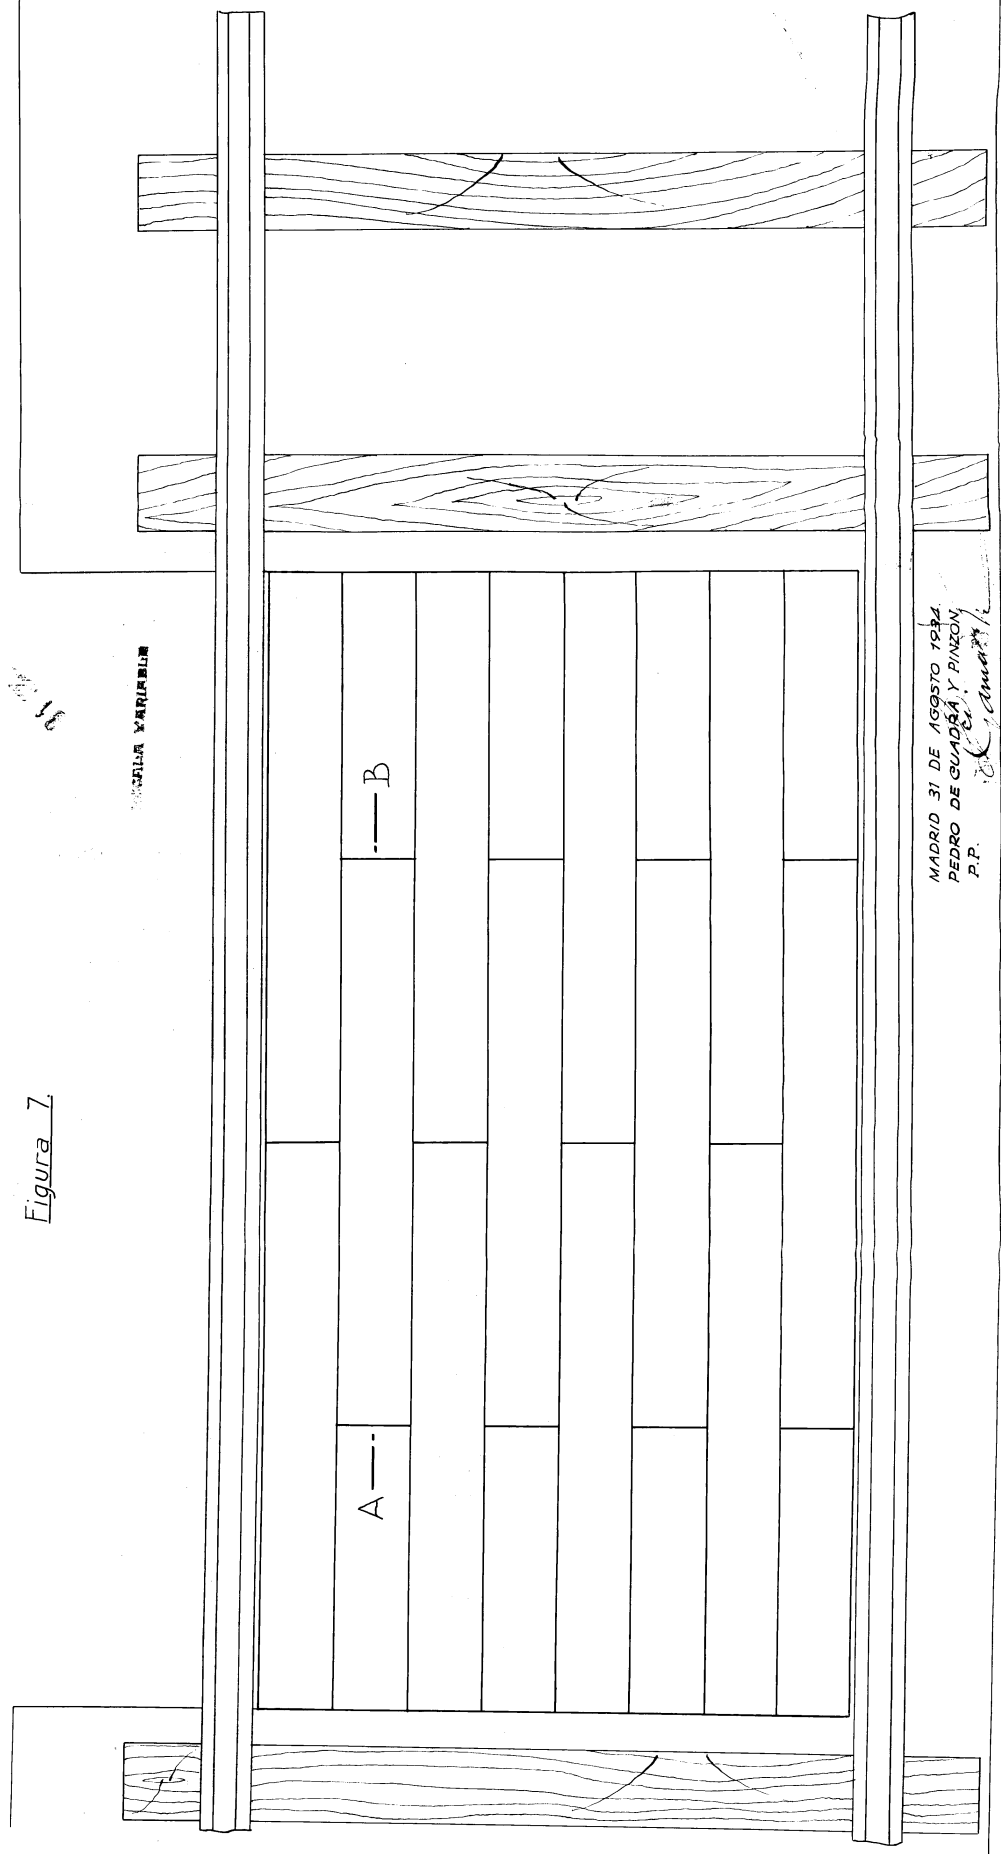 Figura 7.
ESCALA VARIABLE
A
B
MADRID 31 DE AGOSTO 1934.
PEDRO DE GUADRA Y PINZON,
P.P.